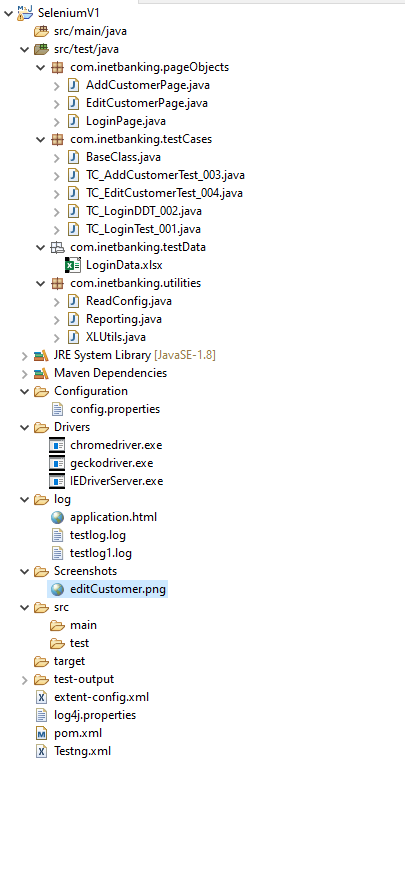 SeleniumV1
src/main/java
src/test/java
com.inetbanking.pageObjects
AddCustomerPage.java
EditCustomerPage.java
LoginPage.java
com.inetbanking.testCases
BaseClass.java
TC_AddCustomerTest_003.java
TC_EditCustomerTest_004.java
TC_LoginDDT_002.java
TC_LoginTest_001.java
com.inetbanking.testData
LoginData.xlsx
com.inetbanking.utilities
ReadConfig.java
Reporting.java
XLUtils.java
JRE System Library [JavaSE-1.8]
Maven Dependencies
Configuration
config.properties
Drivers
chromedriver.exe
geckodriver.exe
IEDriverServer.exe
log
application.html
testlog.log
testlog1.log
Screenshots
editCustomer.png
src
main
test
target
test-output
extent-config.xml
log4j.properties
pom.xml
Testng.xml